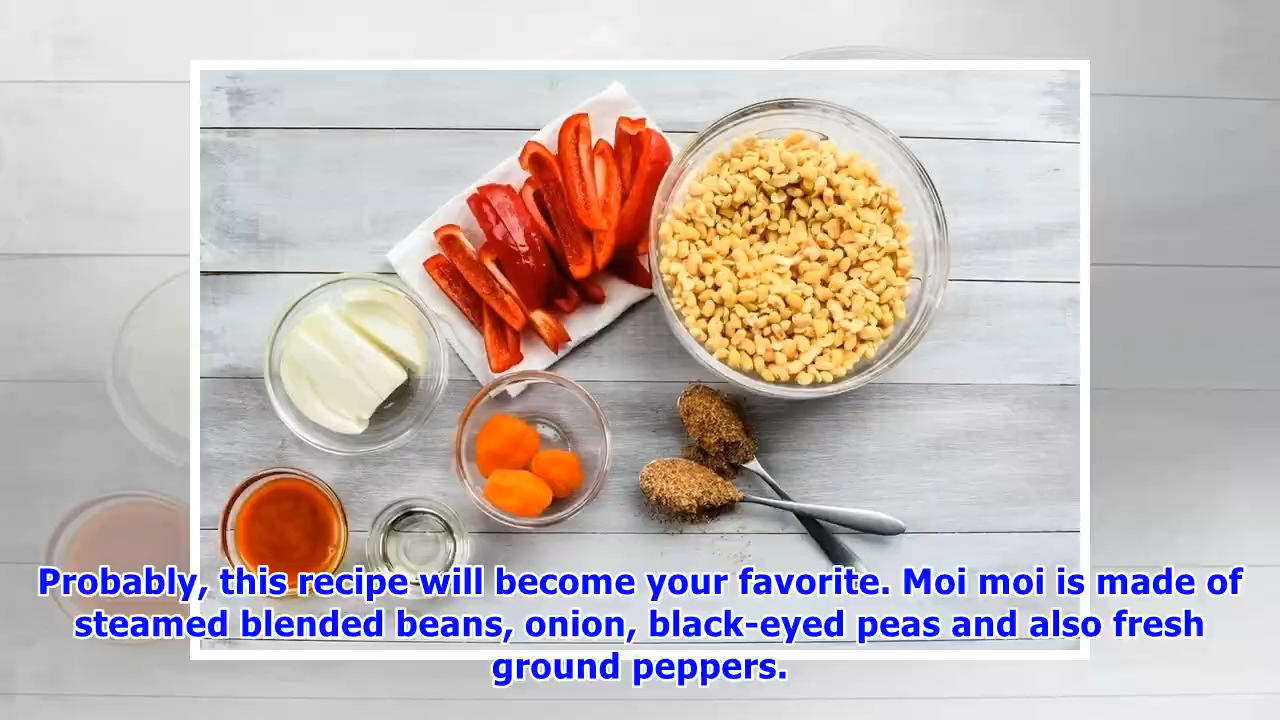 Probably, this recipe will become your favorite. Moi moi is made of
steamed blended beans, onion, black-eyed peas and also fresh
ground peppers.